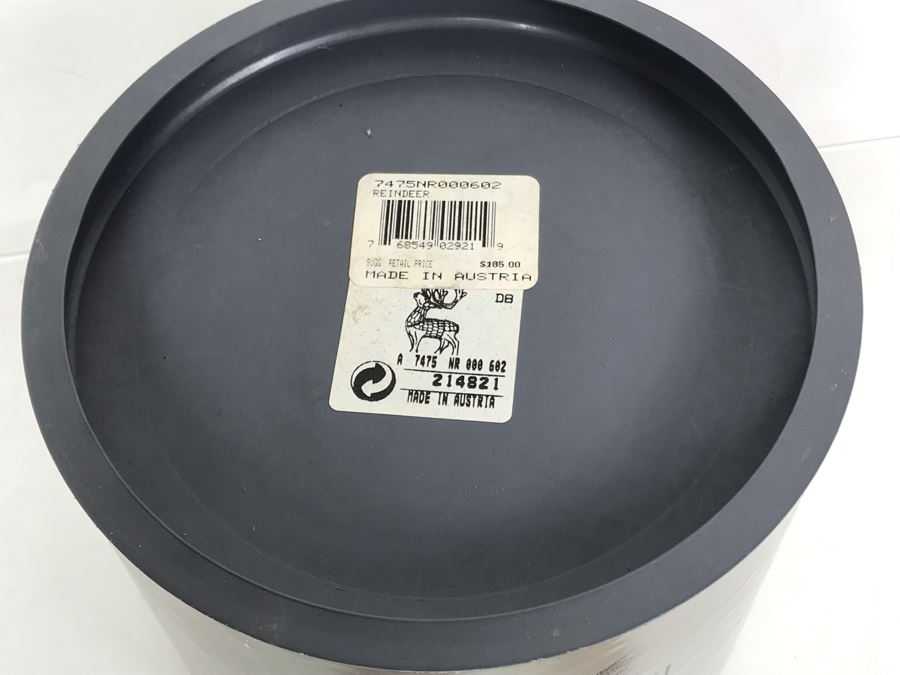 7475NR000602
REINDEER
7 68549 02921 9
SUGG. RETAIL PRICE $185.00
MADE IN AUSTRIA
D8
A 7475 NR 000 602
214821
MADE IN AUSTRIA